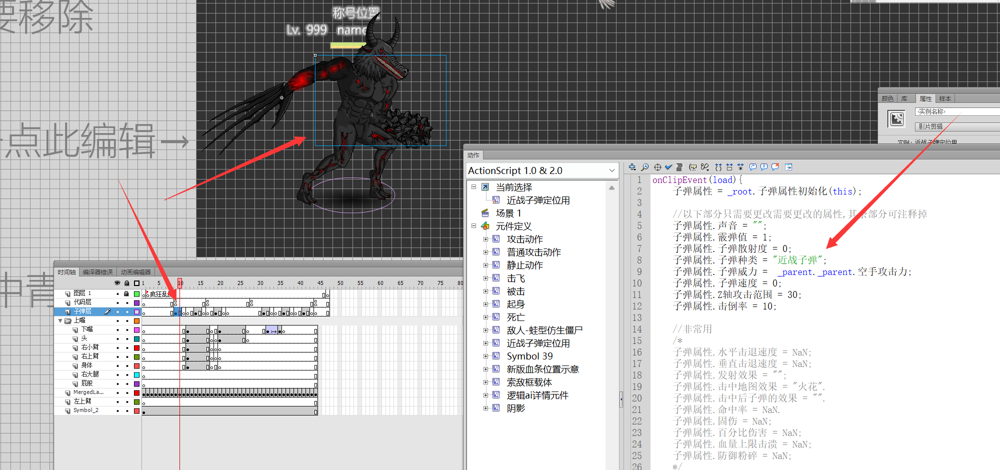 要移除
称号位置
Lv. 999 name
点此编辑→
颜色 库 属性 样本
<实例名称>
影片剪辑
实例: 近战子弹定位用
动作
ActionScript 1.0 & 2.0
当前选择
近战子弹定位用
场景 1
元件定义
攻击动作
普通攻击动作
静止动作
击飞
被击
起身
死亡
敌人-蛙型仿生僵尸
近战子弹定位用
Symbol 39
新版血条位置示意
索敌框载体
逻辑ai详情元件
阴影
1 onClipEvent(load){
2 子弹属性 = _root.子弹属性初始化(this);
3
4 //以下部分只需要更改需要更改的属性,其余部分可注释掉
5 子弹属性.声音 = "";
6 子弹属性.霰弹值 = 1;
7 子弹属性.子弹散射度 = 0;
8 子弹属性.子弹种类 = "近战子弹";
9 子弹属性.子弹威力 = _parent._parent.空手攻击力;
10 子弹属性.子弹速度 = 0;
11 子弹属性.Z轴攻击范围 = 30;
12 子弹属性.击倒率 = 10;
13
14 //非常用
15 /*
16 子弹属性.水平击退速度 = NaN;
17 子弹属性.垂直击退速度 = NaN;
18 子弹属性.发射效果 = "";
19 子弹属性.击中地图效果 = "火花".
20 子弹属性.击中后子弹的效果 = "".
21 子弹属性.命中率 = NaN.
22 子弹属性.固伤 = NaN;
23 子弹属性.百分比伤害 = NaN;
24 子弹属性.血量上限击溃 = NaN;
25 子弹属性.防御粉碎 = NaN;
26 */
时间轴 编译器错误 动画编辑器
1 5 10 15 20 25 30 35 40 45 50 55 60 65 70 75 80
图层 1
疯狂乱
代码层
子弹层
上嘴
下嘴
头
右小臂
右上臂
身体
右大腿
屁股
MergedLa...
左上臂
Symbol_2